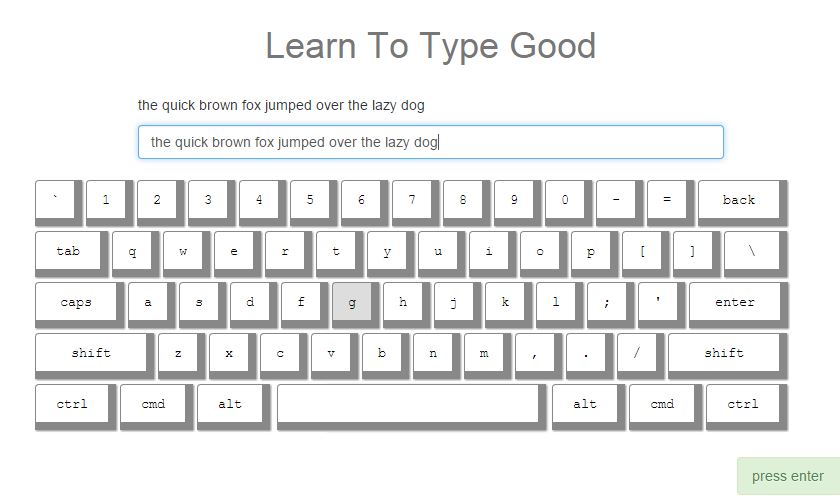 Learn To Type Good
the quick brown fox jumped over the lazy dog
the quick brown fox jumped over the lazy dog
` 1 2 3 4 5 6 7 8 9 0 - = back
tab q w e r t y u i o p [ ] \
caps a s d f g h j k l ; ' enter
shift z x c v b n m , . / shift
ctrl cmd alt alt cmd ctrl
press enter